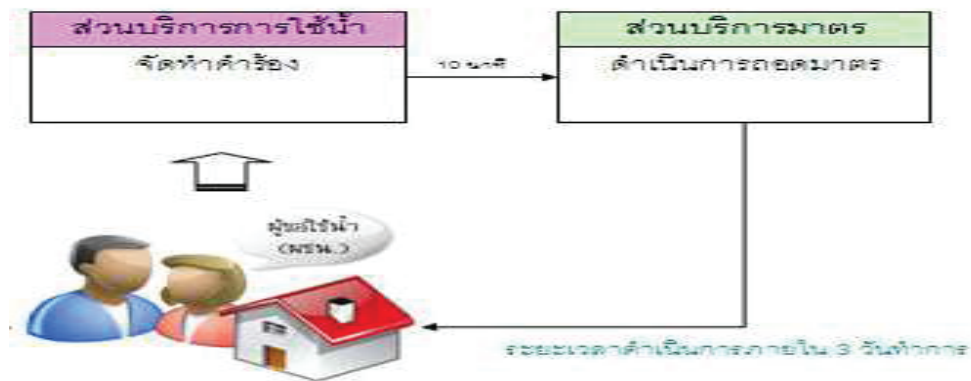 ส่วนบริการการใช้น้ำ
จัดทำคำร้อง
10 นาที
ส่วนบริการมาตร
ดำเนินการถอดมาตร
ผู้ขอใช้น้ำ
(ผชน.)
ระยะเวลาดำเนินการภายใน 3 วันทำการ